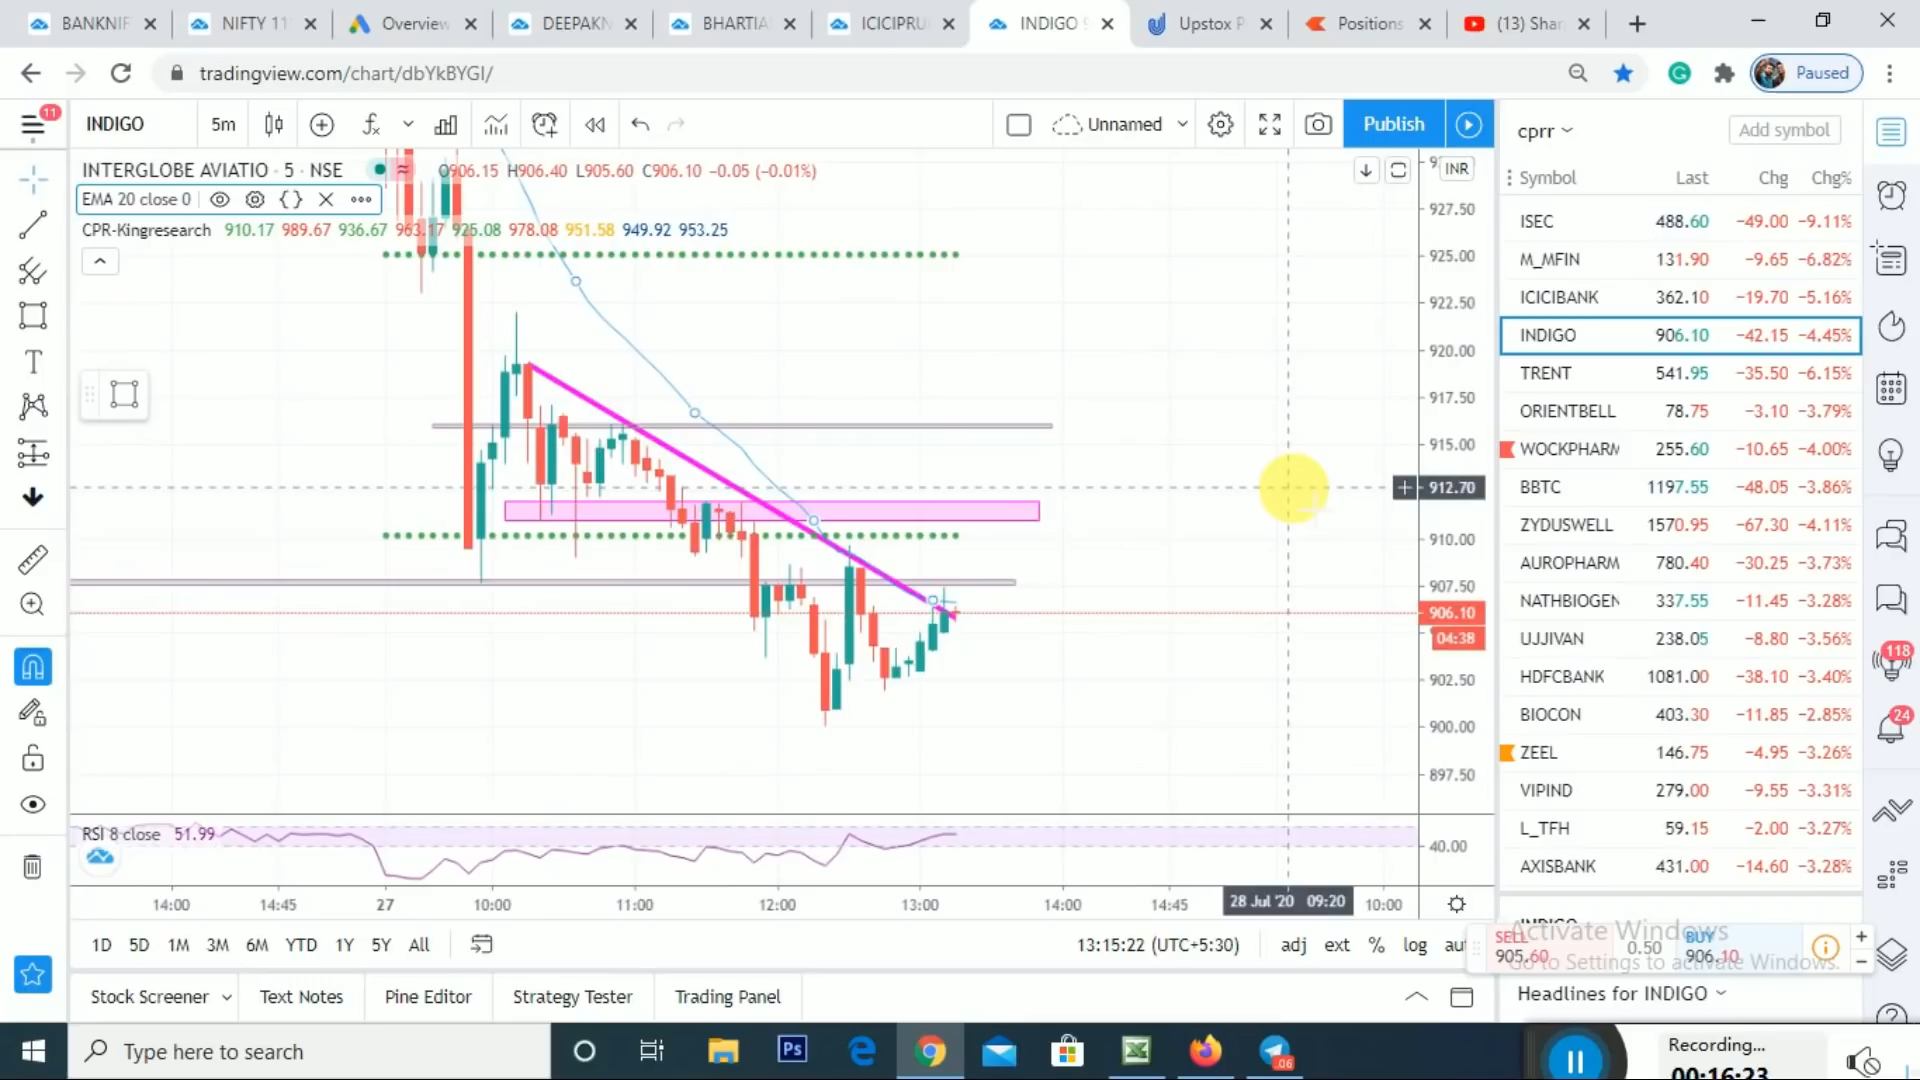 BANKNIF
NIFTY 11
Overview
DEEPAKN
BHARTIA
ICICIPRU
INDIGO 9
Upstox P
Positions
(13) Shar
tradingview.com/chart/dbYkBYGI/
Paused
11
INDIGO
5m
Unnamed
Publish
cprr
Add symbol
INTERGLOBE AVIATIO · 5 · NSE
O906.15 H906.40 L905.60 C906.10 −0.05 (−0.01%)
INR
EMA 20 close 0
CPR-Kingresearch 910.17 989.67 936.67 963.17 925.08 978.08 951.58 949.92 953.25
927.50
925.00
922.50
920.00
917.50
915.00
912.70
910.00
907.50
906.10
04:38
902.50
900.00
897.50
RSI 8 close 51.99
40.00
14:00
14:45
27
10:00
11:00
12:00
13:00
14:00
14:45
28 Jul '20 09:20
10:00
1D 5D 1M 3M 6M YTD 1Y 5Y All
13:15:22 (UTC+5:30)
adj ext % log au
Stock Screener
Text Notes
Pine Editor
Strategy Tester
Trading Panel
Symbol Last Chg Chg%
ISEC 488.60 −49.00 −9.11%
M_MFIN 131.90 −9.65 −6.82%
ICICIBANK 362.10 −19.70 −5.16%
INDIGO 906.10 −42.15 −4.45%
TRENT 541.95 −35.50 −6.15%
ORIENTBELL 78.75 −3.10 −3.79%
WOCKPHARM 255.60 −10.65 −4.00%
BBTC 1197.55 −48.05 −3.86%
ZYDUSWELL 1570.95 −67.30 −4.11%
AUROPHARM 780.40 −30.25 −3.73%
NATHBIOGEN 337.55 −11.45 −3.28%
UJJIVAN 238.05 −8.80 −3.56%
HDFCBANK 1081.00 −38.10 −3.40%
BIOCON 403.30 −11.85 −2.85%
ZEEL 146.75 −4.95 −3.26%
VIPIND 279.00 −9.55 −3.31%
L_TFH 59.15 −2.00 −3.27%
AXISBANK 431.00 −14.60 −3.28%
118
24
INDIGO
Activate Windows
Go to Settings to activate Windows.
SELL
905.60
0.50
BUY
906.10
Headlines for INDIGO
Type here to search
Ps
06
Recording...
00:16:23